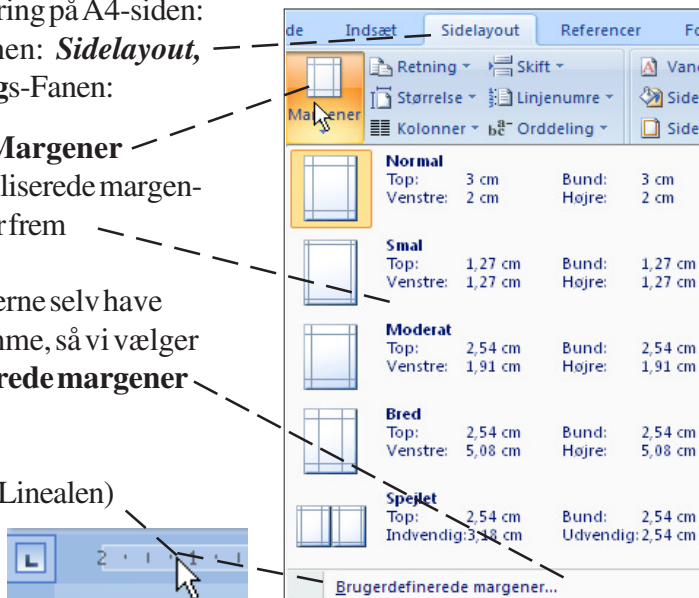 ring på A4-siden:
nen: Sidelayout,
gs-Fanen:
Margener
liserede margen-
r frem
erne selv have
nme, så vi vælger
rede margener
Linealen)
2 1 1
de Indsæt Sidelayout Referencer Fo
Margener
Retning Skift Vand
Størrelse Linjenumre Side
Kolonner Orddeling Side
Normal
Top: 3 cm Bund: 3 cm
Venstre: 2 cm Højre: 2 cm
Smal
Top: 1,27 cm Bund: 1,27 cm
Venstre: 1,27 cm Højre: 1,27 cm
Moderat
Top: 2,54 cm Bund: 2,54 cm
Venstre: 1,91 cm Højre: 1,91 cm
Bred
Top: 2,54 cm Bund: 2,54 cm
Venstre: 5,08 cm Højre: 5,08 cm
Spejlet
Top: 2,54 cm Bund: 2,54 cm
Indvendig: 3,18 cm Udvendig: 2,54 cm
Brugerdefinerede margener...